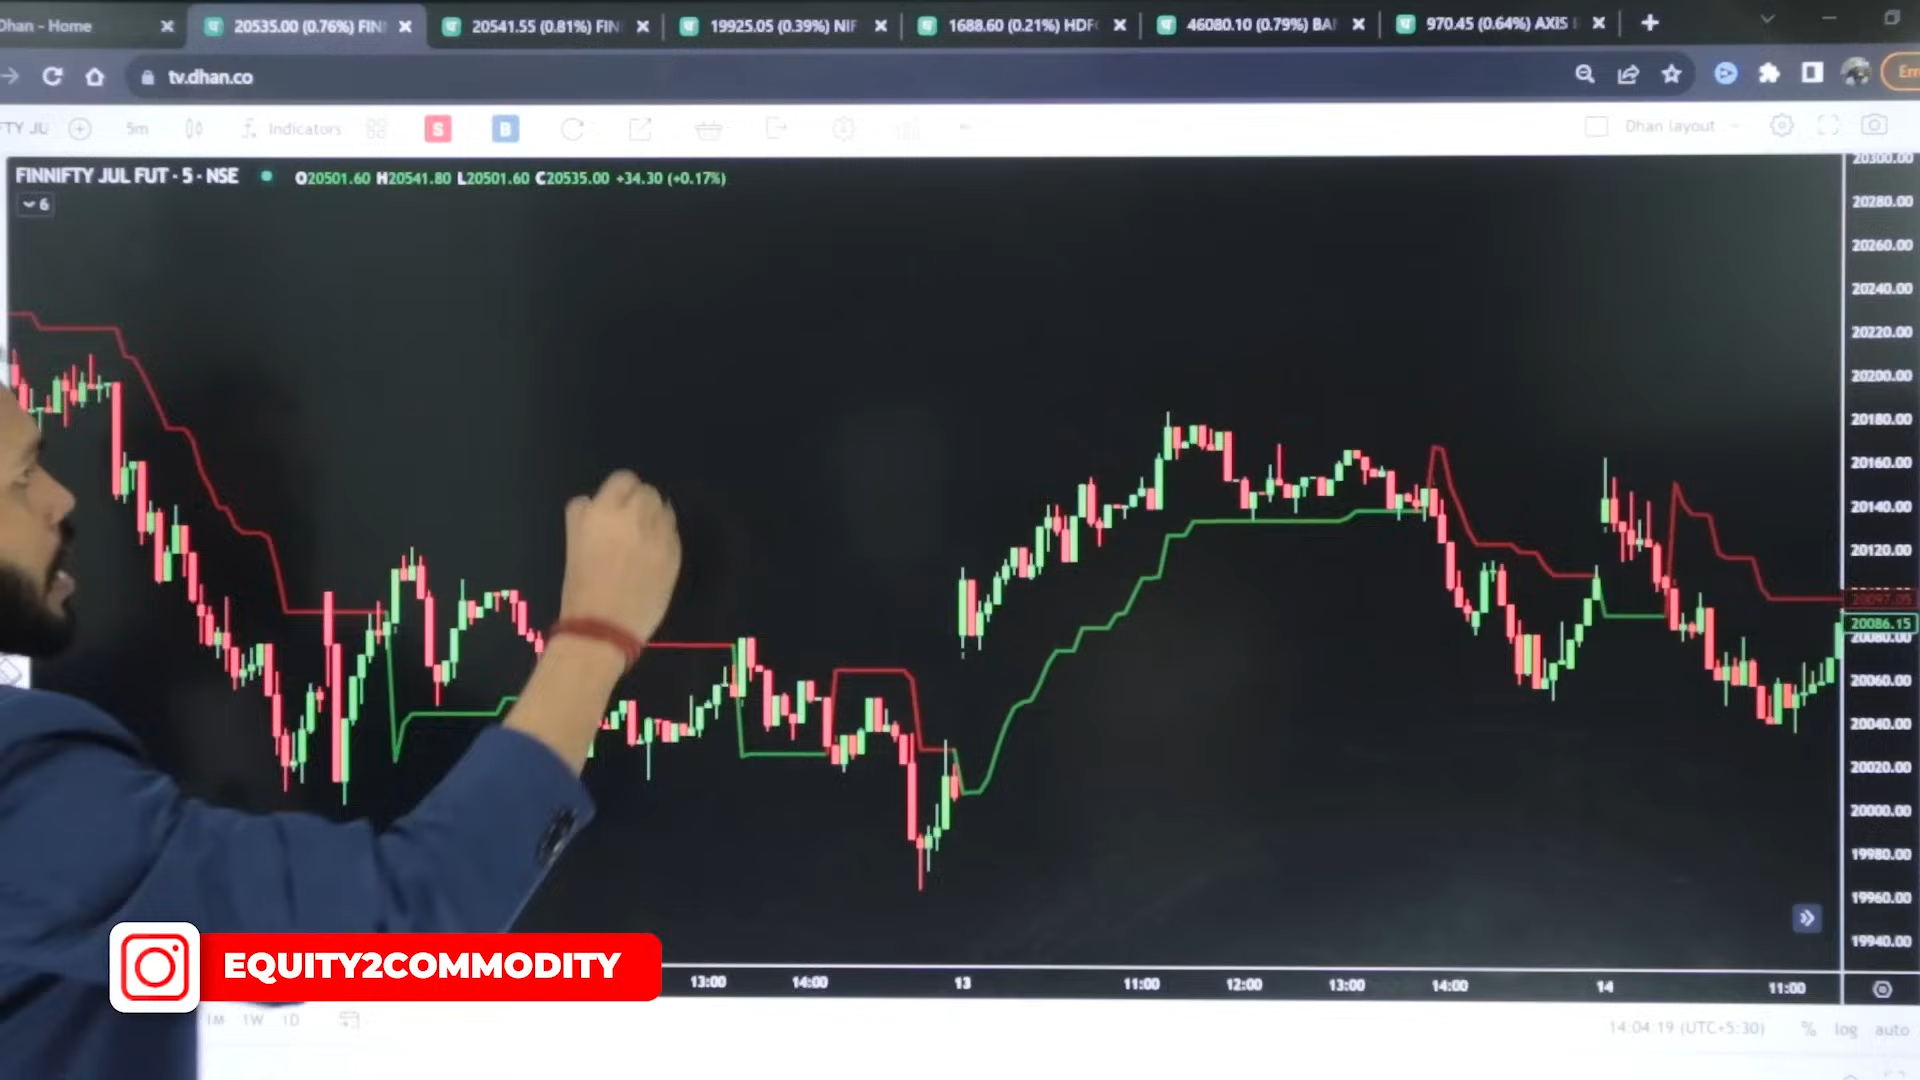 Dhan - Home
20535.00 (0.76%) FINN
20541.55 (0.81%) FIN
19925.05 (0.39%) NIF
1688.60 (0.21%) HDF
46080.10 (0.79%) BAN
970.45 (0.64%) AXIS
tv.dhan.co
Err
TY JU
5m
Indicators
S
B
Dhan layout
FINNIFTY JUL FUT · 5 · NSE
O20501.60 H20541.80 L20501.60 C20535.00 +34.30 (+0.17%)
6
20300.00
20280.00
20260.00
20240.00
20220.00
20200.00
20180.00
20160.00
20140.00
20120.00
20097.05
20086.15
20080.00
20060.00
20040.00
20020.00
20000.00
19980.00
19960.00
19940.00
EQUITY2COMMODITY
13:00
14:00
13
11:00
12:00
13:00
14:00
14
11:00
1M
1W
1D
14:04:19 (UTC+5:30)
%
log
auto